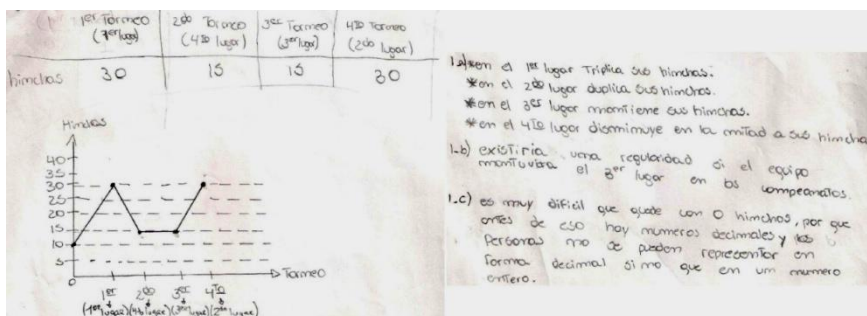 1er Torneo 2do Torneo 3er Torneo 4to Torneo
(1er lugar) (4to lugar) (3er lugar) (2do lugar)
hinchas 30 15 15 30
Hinchas
40
35
30
25
20
15
10
5
0
Torneo
1er 2do 3er 4to
(1er lugar) (4to lugar) (3er lugar) (2do lugar)
1.a) *en el 1er lugar Triplica sus hinchas.
*en el 2do lugar duplica sus hinchas.
*en el 3er lugar mantiene sus hinchas.
*en el 4to lugar disminuye en la mitad a sus hincha
1-b) existiria una regularidad si el equipo
mantuviera el 3er lugar en los campeonatos.
1-c) es muy dificil que quede con 0 hinchas, por que
antes de eso hay numeros decimales y las
Personas no se pueden representar en
forma decimal si no que en un numero
entero.